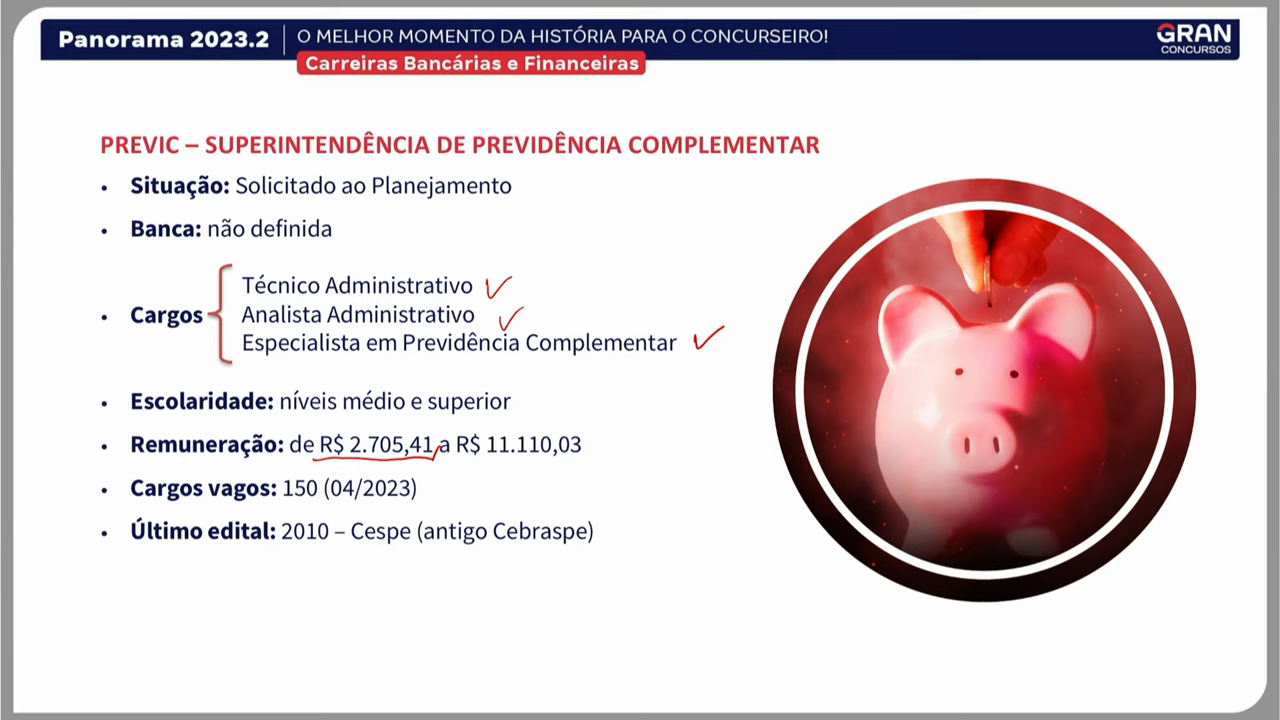 Panorama 2023.2
O MELHOR MOMENTO DA HISTÓRIA PARA O CONCURSEIRO!
Carreiras Bancárias e Financeiras
GRAN
CONCURSOS
PREVIC – SUPERINTENDÊNCIA DE PREVIDÊNCIA COMPLEMENTAR
• Situação: Solicitado ao Planejamento
• Banca: não definida
Técnico Administrativo
• Cargos Analista Administrativo
Especialista em Previdência Complementar
• Escolaridade: níveis médio e superior
• Remuneração: de R$ 2.705,41 a R$ 11.110,03
• Cargos vagos: 150 (04/2023)
• Último edital: 2010 – Cespe (antigo Cebraspe)